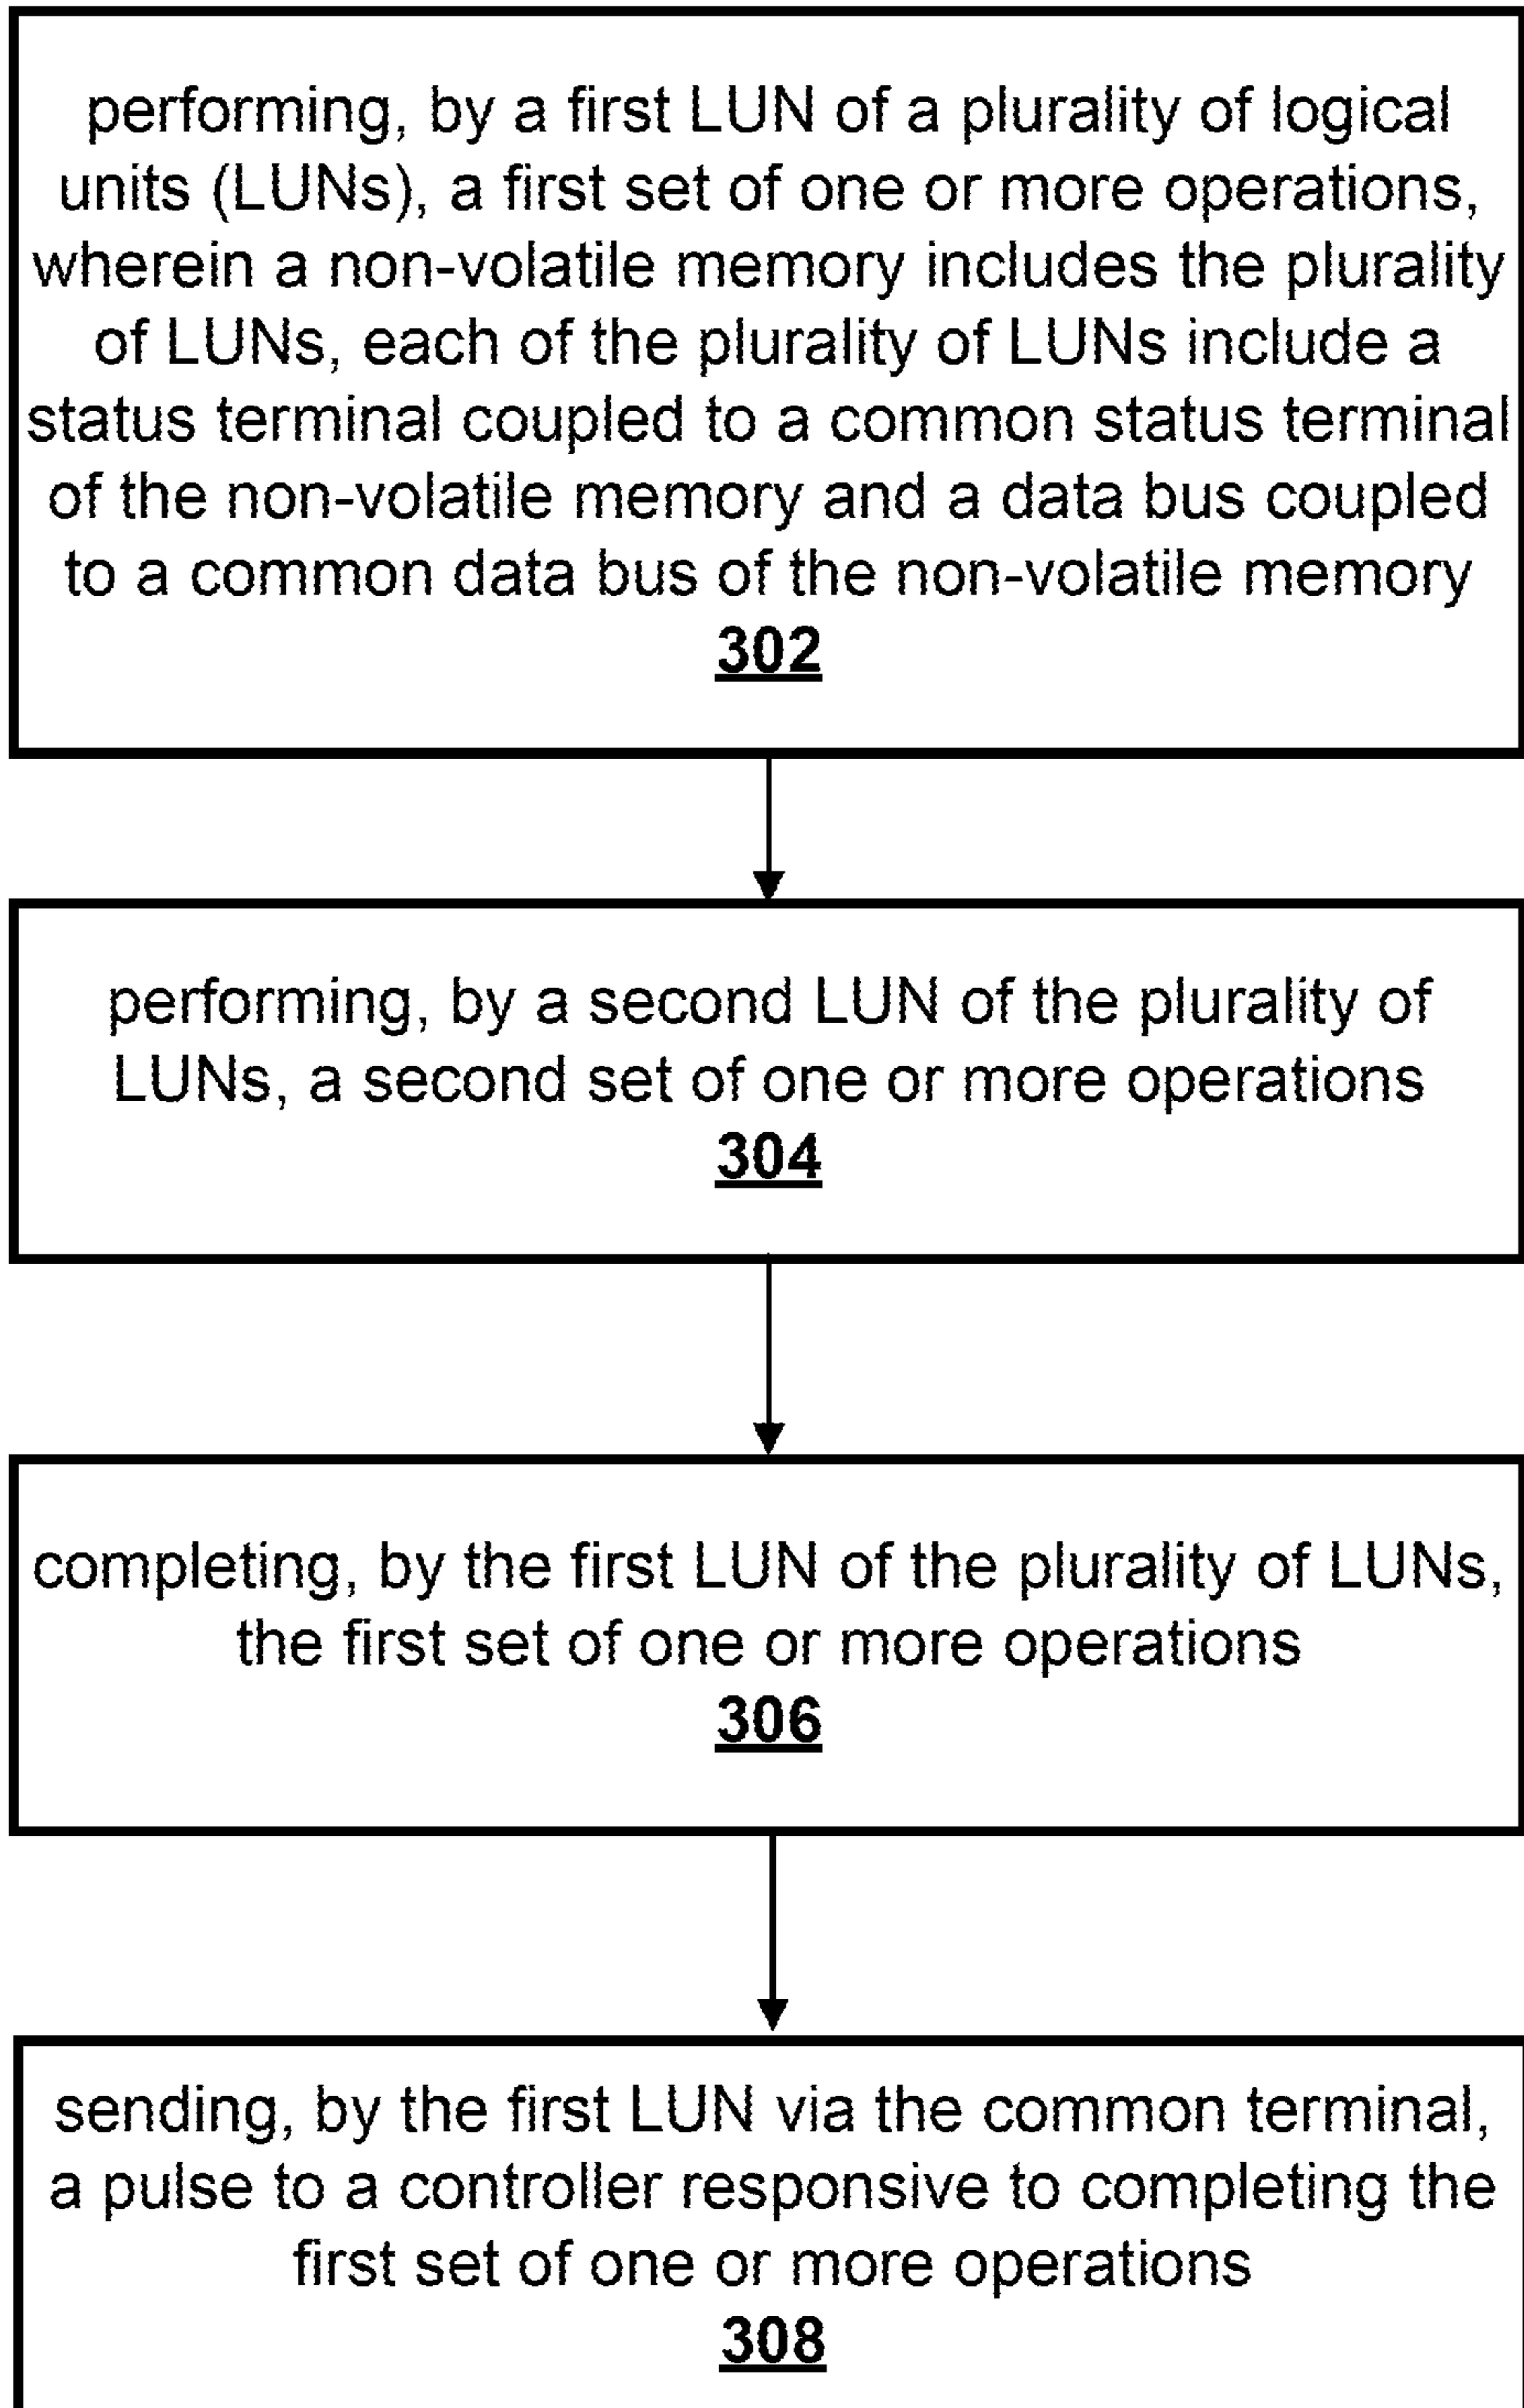 performing, by a first LUN of a plurality of logical
units (LUNs), a first set of one or more operations,
wherein a non-volatile memory includes the plurality
of LUNs, each of the plurality of LUNs include a
status terminal coupled to a common status terminal
of the non-volatile memory and a data bus coupled
to a common data bus of the non-volatile memory
302
performing, by a second LUN of the plurality of
LUNs, a second set of one or more operations
304
completing, by the first LUN of the plurality of LUNs,
the first set of one or more operations
306
sending, by the first LUN via the common terminal,
a pulse to a controller responsive to completing the
first set of one or more operations
308